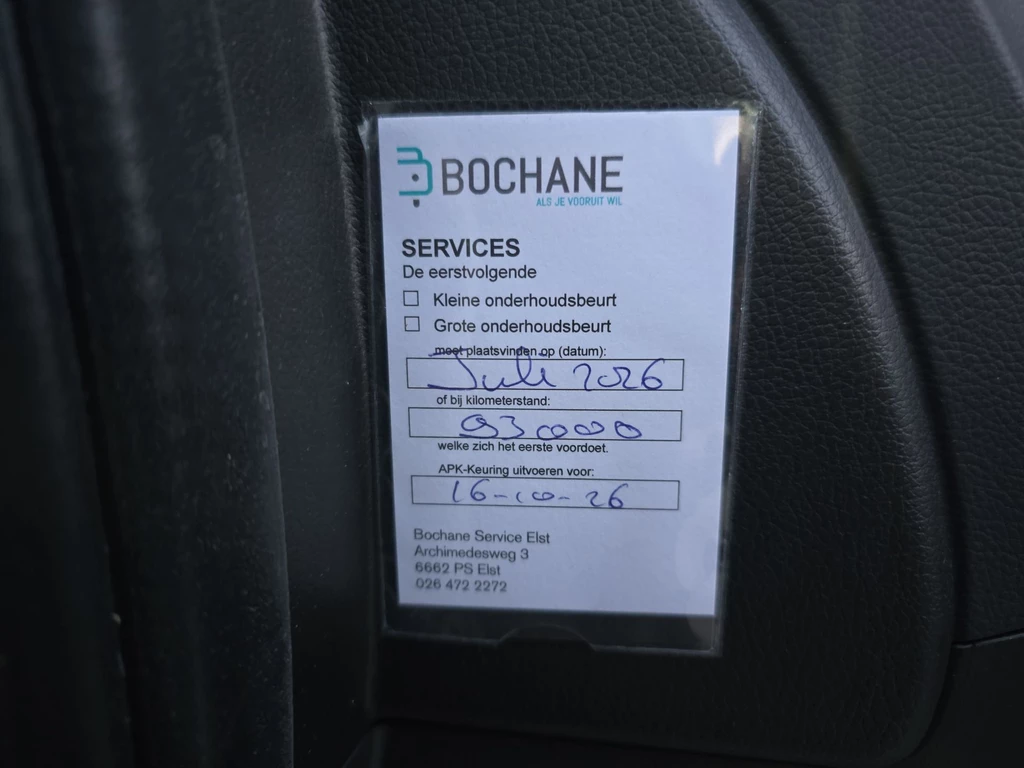 BOCHANE
ALS JE VOORUIT WIL
SERVICES
De eerstvolgende
Kleine onderhoudsbeurt
Grote onderhoudsbeurt
moet plaatsvinden op (datum):
Juli 2026
of bij kilometerstand:
93000
welke zich het eerste voordoet.
APK-Keuring uitvoeren voor:
16-10-26
Bochane Service Elst
Archimedesweg 3
6662 PS Elst
026 472 2272